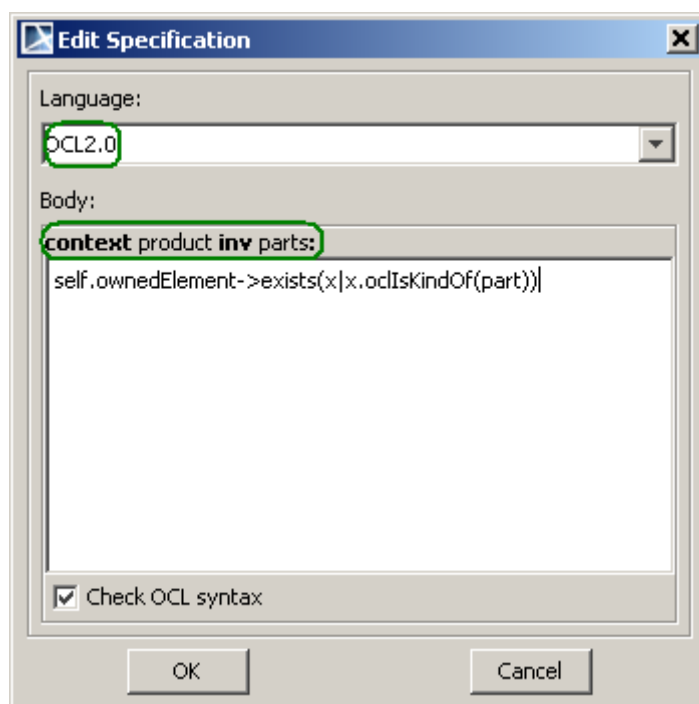 Edit Specification
Language:
OCL2.0
Body:
context product inv parts:
self.ownedElement->exists(x|x.oclIsKindOf(part))
Check OCL syntax
OK
Cancel